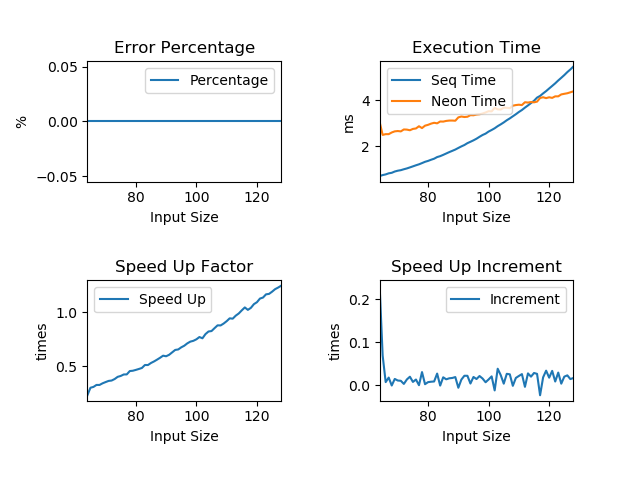 Error Percentage
0.05
0.00
−0.05
%
Percentage
80 100 120
Input Size
Execution Time
4
2
ms
Seq Time
Neon Time
80 100 120
Input Size
Speed Up Factor
1.0
0.5
times
Speed Up
80 100 120
Input Size
Speed Up Increment
0.2
0.1
0.0
times
Increment
80 100 120
Input Size